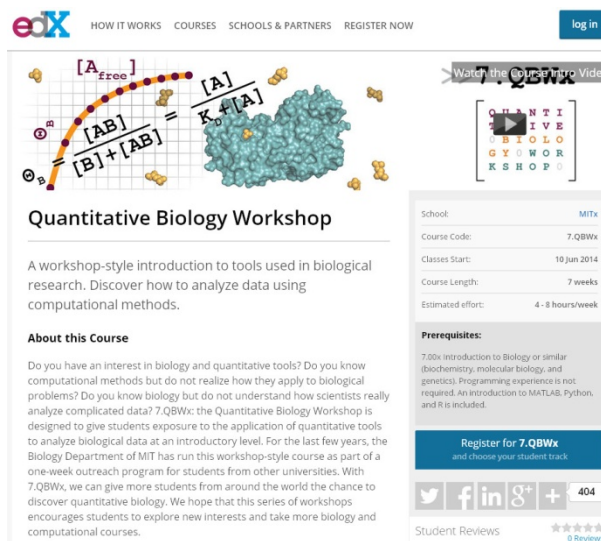 edX
HOW IT WORKS COURSES SCHOOLS & PARTNERS REGISTER NOW
log in
[A free]
Θ B
Θ B = [AB] / [B]+[AB] = [A] / K D +[A]
7.QBWx
Watch the Course Intro Vide
Q U A N T I
T IVE
O B I O L O
G Y O W O R
K S H O P O
Quantitative Biology Workshop
A workshop-style introduction to tools used in biological
research. Discover how to analyze data using
computational methods.
About this Course
Do you have an interest in biology and quantitative tools? Do you know
computational methods but do not realize how they apply to biological
problems? Do you know biology but do not understand how scientists really
analyze complicated data? 7.QBWx: the Quantitative Biology Workshop is
designed to give students exposure to the application of quantitative tools
to analyze biological data at an introductory level. For the last few years, the
Biology Department of MIT has run this workshop-style course as part of a
one-week outreach program for students from other universities. With
7.QBWx, we can give more students from around the world the chance to
discover quantitative biology. We hope that this series of workshops
encourages students to explore new interests and take more biology and
computational courses.
School: MITx
Course Code: 7.QBWx
Classes Start: 10 Jun 2014
Course Length: 7 weeks
Estimated effort: 4 - 8 hours/week
Prerequisites:
7.00x Introduction to Biology or similar
(biochemistry, molecular biology, and
genetics). Programming experience is not
required. An introduction to MATLAB, Python,
and R is included.
Register for 7.QBWx
and choose your student track
f in g+ + 404
Student Reviews
0 Review